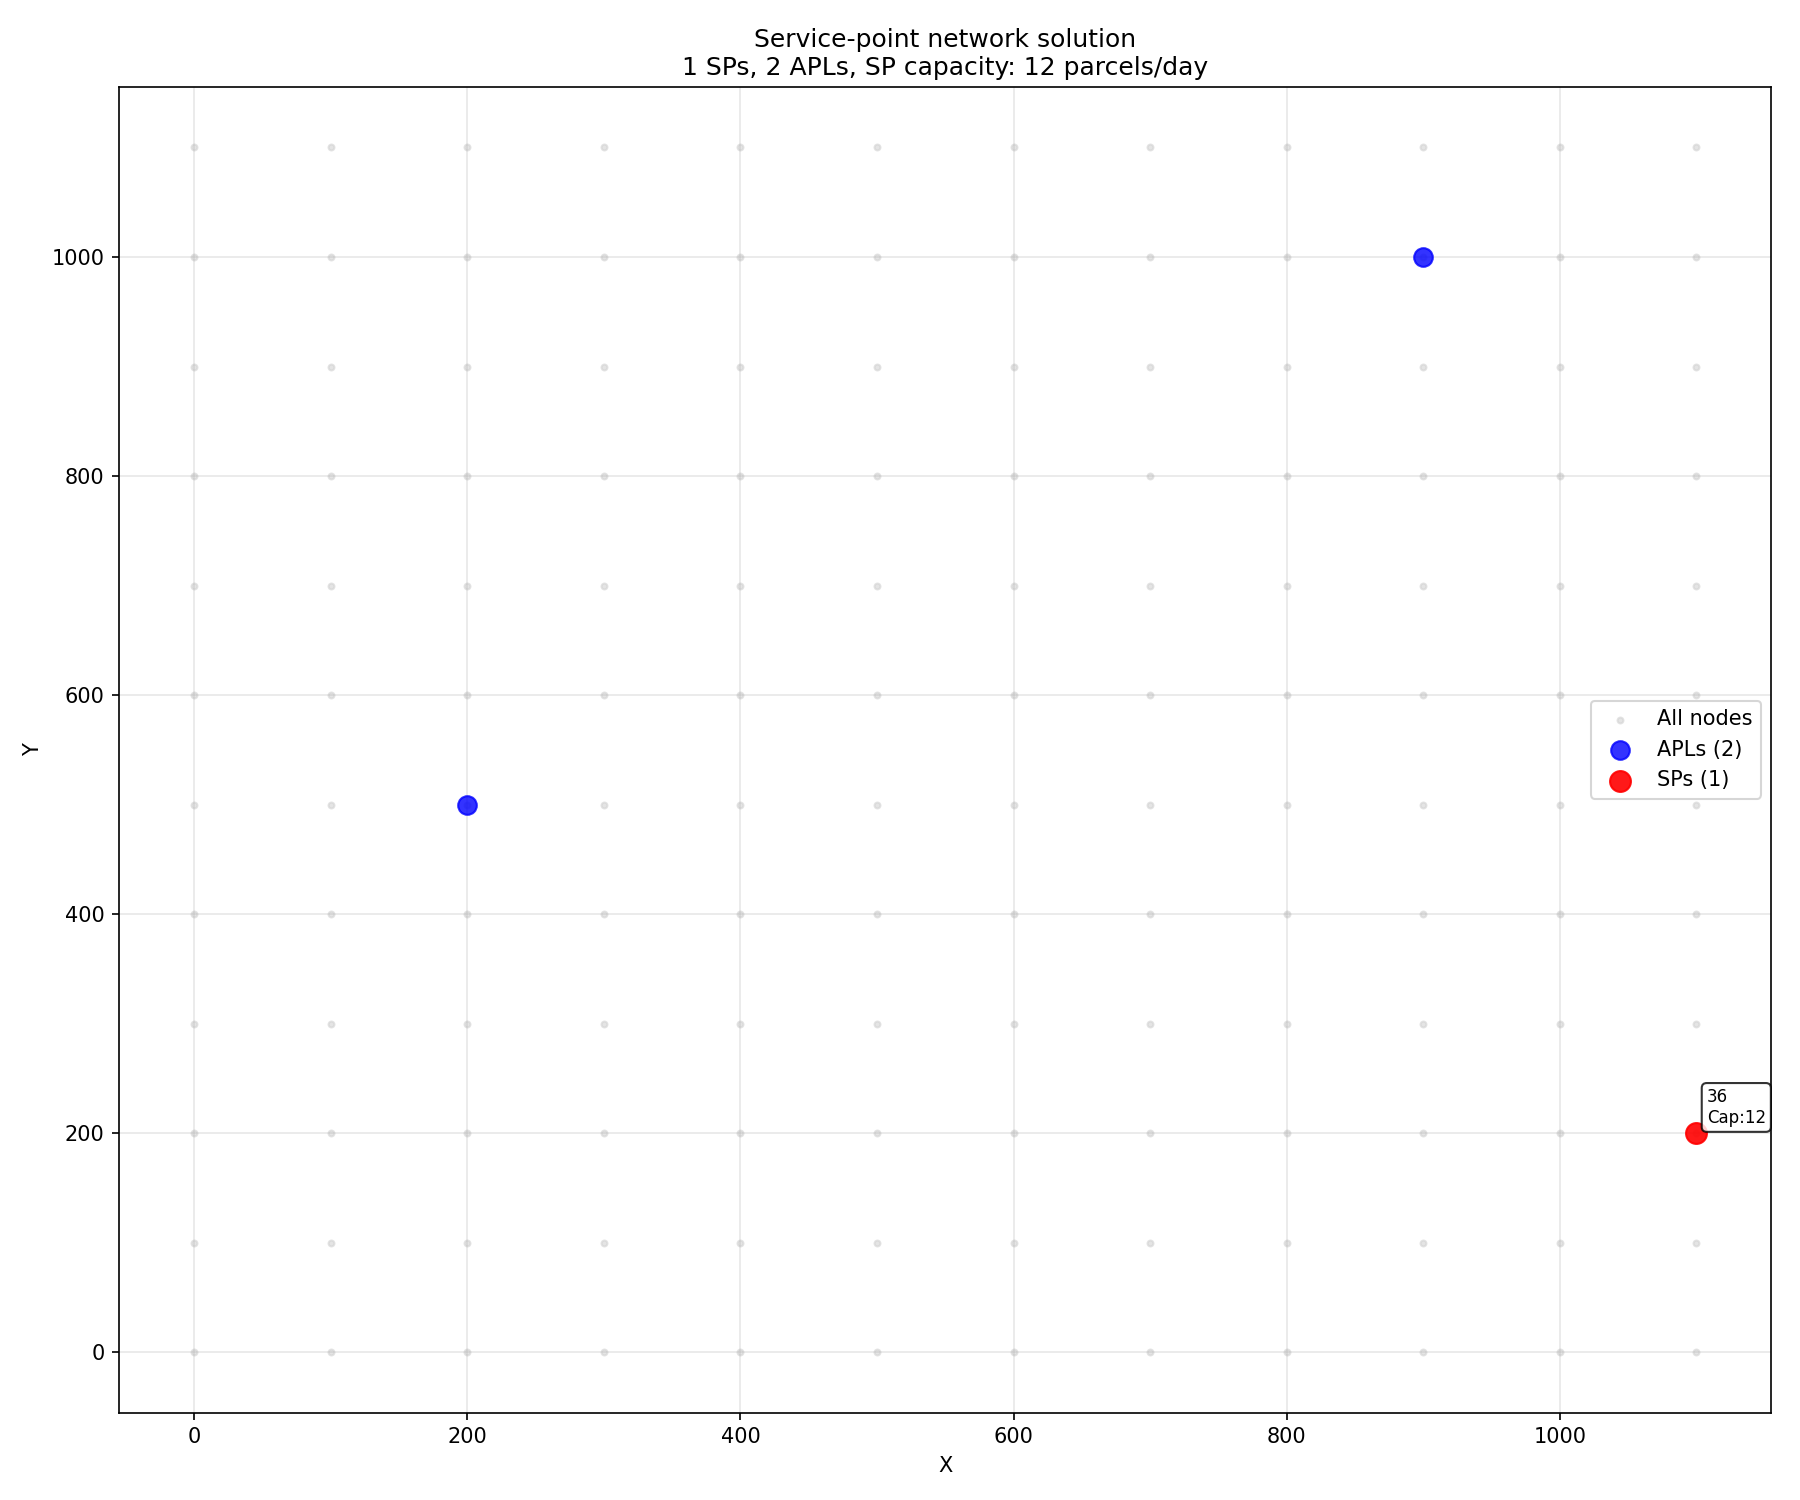 Service-point network solution
1 SPs, 2 APLs, SP capacity: 12 parcels/day
1000
800
600
400
200
0
Y
All nodes
APLs (2)
SPs (1)
36
Cap:12
0
200
400
600
800
1000
X